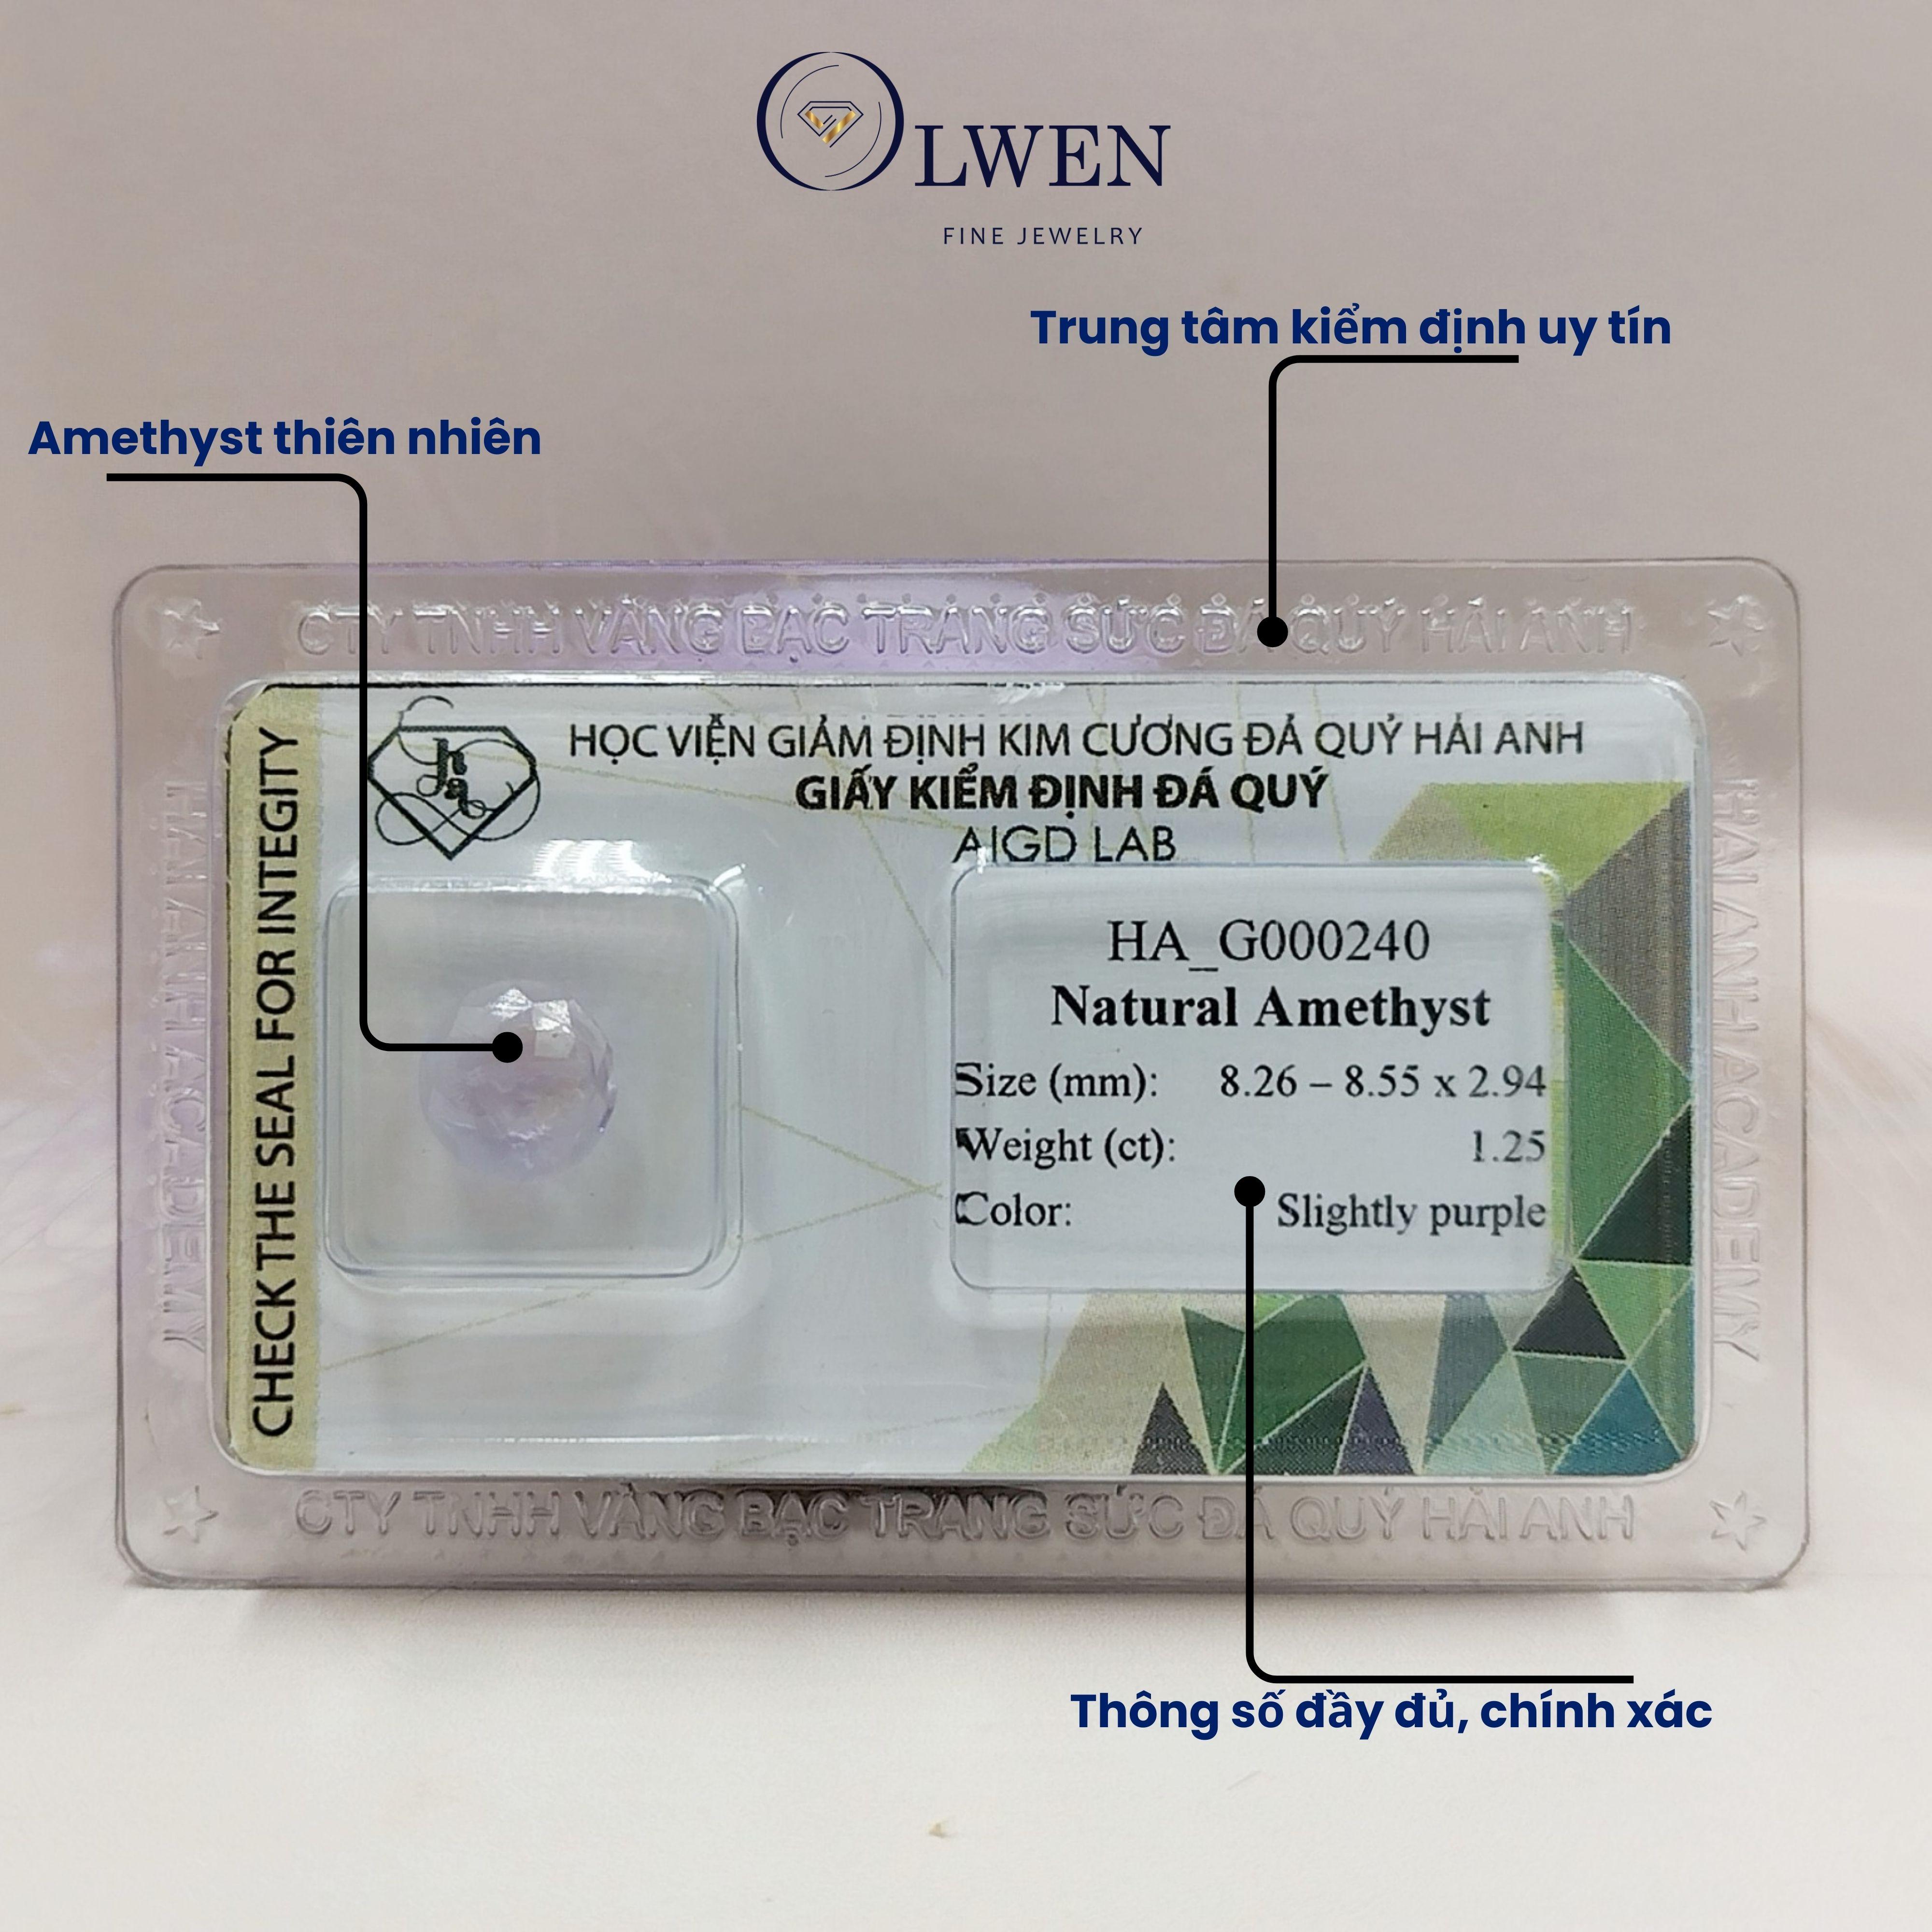 OLWEN
FINE JEWELRY
Trung tâm kiểm định uy tín
Amethyst thiên nhiên
CTY TNHH VÀNG BẠC TRANG SỨC ĐÁ QUÝ HẢI ANH
HẢI ANH ACADEMY
CHECK THE SEAL FOR INTEGITY
HỌC VIỆN GIÁM ĐỊNH KIM CƯƠNG ĐÁ QUÝ HẢI ANH
GIẤY KIỂM ĐỊNH ĐÁ QUÝ
AIGD LAB
HA_G000240
Natural Amethyst
Size (mm): 8.26 – 8.55 x 2.94
Weight (ct): 1.25
Color: Slightly purple
HẢI ANH ACADEMY
CTY TNHH VÀNG BẠC TRANG SỨC ĐÁ QUÝ HẢI ANH
Thông số đầy đủ, chính xác